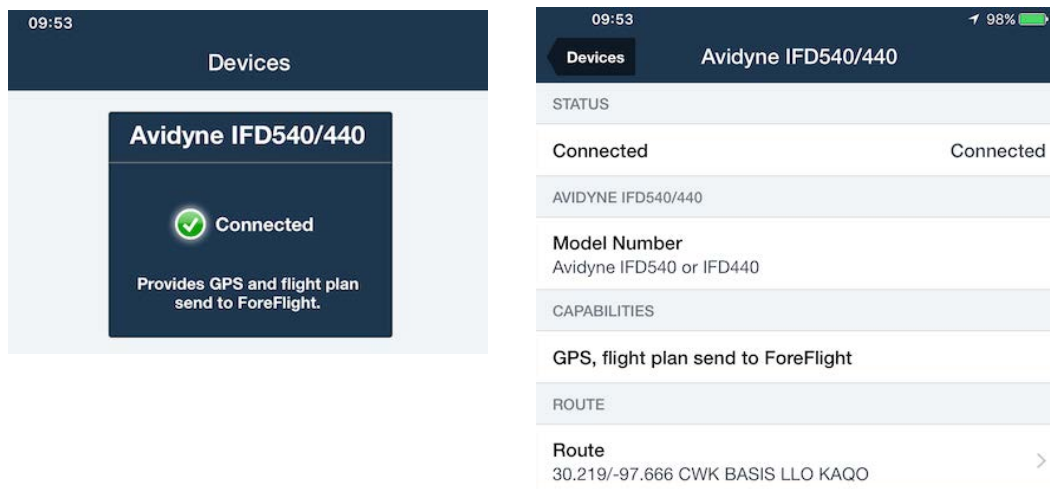 09:53
Devices
Avidyne IFD540/440
Connected
Provides GPS and flight plan
send to ForeFlight.
09:53
98%
Devices
Avidyne IFD540/440
STATUS
Connected
Connected
AVIDYNE IFD540/440
Model Number
Avidyne IFD540 or IFD440
CAPABILITIES
GPS, flight plan send to ForeFlight
ROUTE
Route
30.219/-97.666 CWK BASIS LLO KAQO